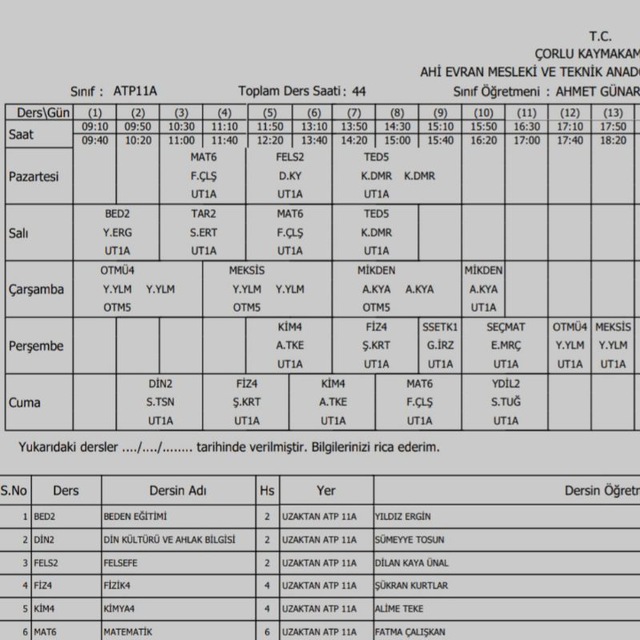 T.C.
ÇORLU KAYMAKAM
AHİ EVRAN MESLEKİ VE TEKNİK ANAD
Sınıf : ATP11A Toplam Ders Saati : 44 Sınıf Öğretmeni : AHMET GÜNAR
Ders\Gün (1) (2) (3) (4) (5) (6) (7) (8) (9) (10) (11) (12) (13)
Saat 09:10 09:50 10:30 11:10 11:50 13:10 13:50 14:30 15:10 15:50 16:30 17:10 17:50
09:40 10:20 11:00 11:40 12:20 13:40 14:20 15:00 15:40 16:20 17:00 17:40 18:20
MAT6 FELS2 TED5
Pazartesi F.ÇLŞ D.KY K.DMR K.DMR
UT1A UT1A UT1A
BED2 TAR2 MAT6 TED5
Salı Y.ERG S.ERT F.ÇLŞ K.DMR
UT1A UT1A UT1A UT1A
OTMÜ4 MEKSİS MİKDEN MİKDEN
Çarşamba Y.YLM Y.YLM Y.YLM Y.YLM A.KYA A.KYA A.KYA
OTM5 OTM5 OTM5 UT1A
KİM4 FİZ4 SSETK1 SEÇMAT OTMÜ4 MEKSİS
Perşembe A.TKE Ş.KRT G.İRZ E.MRÇ Y.YLM Y.YLM
UT1A UT1A UT1A UT1A UT1A UT1A
DİN2 FİZ4 KİM4 MAT6 YDİL2
Cuma S.TSN Ş.KRT A.TKE F.ÇLŞ S.TUĞ
UT1A UT1A UT1A UT1A UT1A
Yukarıdaki dersler ..../..../........ tarihinde verilmiştir. Bilgilerinizi rica ederim.
S.No Ders Dersin Adı Hs Yer Dersin Öğretm
1 BED2 BEDEN EĞİTİMİ 2 UZAKTAN ATP 11A YILDIZ ERGİN
2 DİN2 DİN KÜLTÜRÜ VE AHLAK BİLGİSİ 2 UZAKTAN ATP 11A SÜMEYYE TOSUN
3 FELS2 FELSEFE 2 UZAKTAN ATP 11A DİLAN KAYA ÜNAL
4 FİZ4 FİZİK4 4 UZAKTAN ATP 11A ŞÜKRAN KURTLAR
5 KİM4 KİMYA4 4 UZAKTAN ATP 11A ALİME TEKE
6 MAT6 MATEMATİK 6 UZAKTAN ATP 11A FATMA ÇALIŞKAN